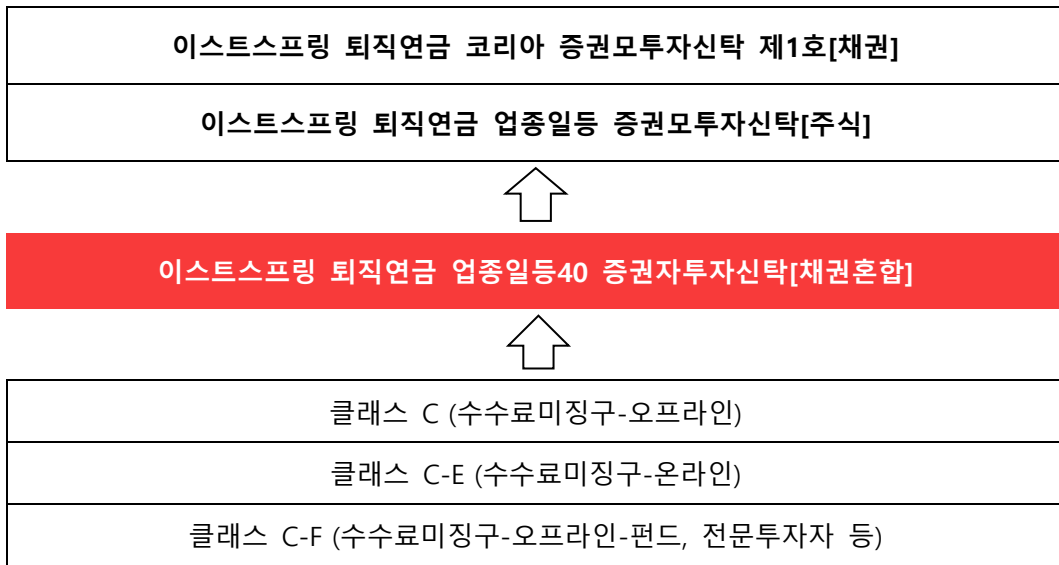 이스트스프링 퇴직연금 코리아 증권모투자신탁 제1호[채권]
이스트스프링 퇴직연금 업종일등 증권모투자신탁[주식]
이스트스프링 퇴직연금 업종일등40 증권자투자신탁[채권혼합]
클래스 C (수수료미징구-오프라인)
클래스 C-E (수수료미징구-온라인)
클래스 C-F (수수료미징구-오프라인-펀드, 전문투자자 등)